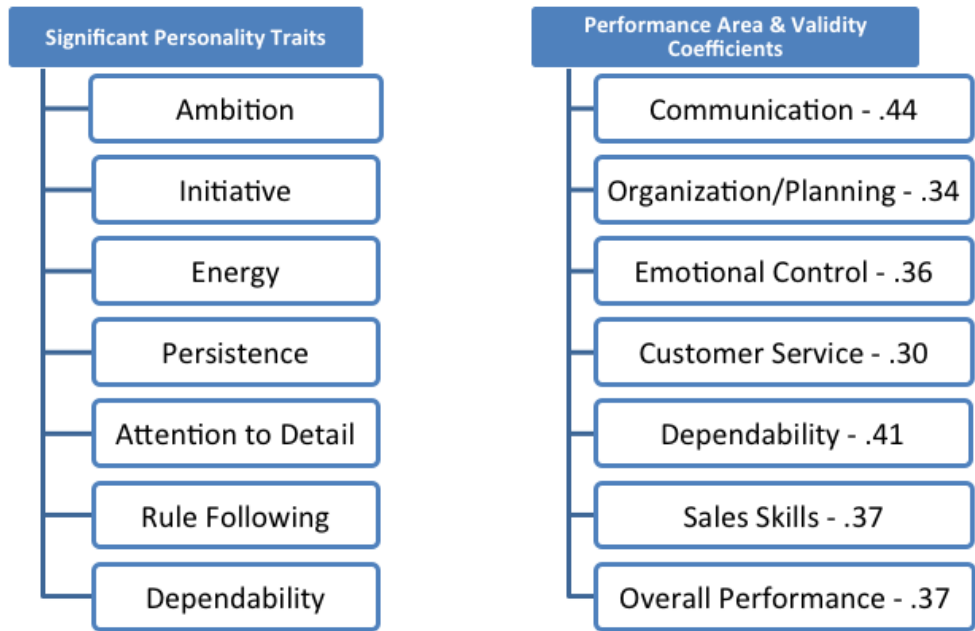 Significant Personality Traits
Ambition
Initiative
Energy
Persistence
Attention to Detail
Rule Following
Dependability
Performance Area & Validity
Coefficients
Communication - .44
Organization/Planning - .34
Emotional Control - .36
Customer Service - .30
Dependability - .41
Sales Skills - .37
Overall Performance - .37